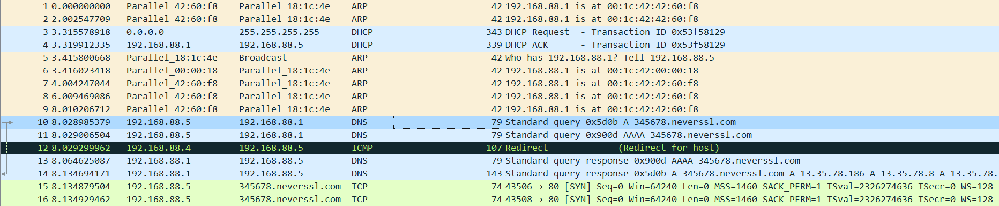 1 0.000000000 Parallel_42:60:f8 Parallel_18:1c:4e ARP 42 192.168.88.1 is at 00:1c:42:42:60:f8
2 2.002547709 Parallel_42:60:f8 Parallel_18:1c:4e ARP 42 192.168.88.1 is at 00:1c:42:42:60:f8
3 3.315578918 0.0.0.0 255.255.255.255 DHCP 343 DHCP Request - Transaction ID 0x53f58129
4 3.319912335 192.168.88.1 192.168.88.5 DHCP 339 DHCP ACK - Transaction ID 0x53f58129
5 3.415800668 Parallel_18:1c:4e Broadcast ARP 42 Who has 192.168.88.1? Tell 192.168.88.5
6 3.416023418 Parallel_00:00:18 Parallel_18:1c:4e ARP 42 192.168.88.1 is at 00:1c:42:00:00:18
7 4.004247044 Parallel_42:60:f8 Parallel_18:1c:4e ARP 42 192.168.88.1 is at 00:1c:42:42:60:f8
8 6.009469086 Parallel_42:60:f8 Parallel_18:1c:4e ARP 42 192.168.88.1 is at 00:1c:42:42:60:f8
9 8.010206712 Parallel_42:60:f8 Parallel_18:1c:4e ARP 42 192.168.88.1 is at 00:1c:42:42:60:f8
10 8.028985379 192.168.88.5 192.168.88.1 DNS 79 Standard query 0x5d0b A 345678.neverssl.com
11 8.029006504 192.168.88.5 192.168.88.1 DNS 79 Standard query 0x900d AAAA 345678.neverssl.com
12 8.029299962 192.168.88.4 192.168.88.5 ICMP 107 Redirect (Redirect for host)
13 8.064625087 192.168.88.1 192.168.88.5 DNS 79 Standard query response 0x900d AAAA 345678.neverssl.com
14 8.134694171 192.168.88.1 192.168.88.5 DNS 143 Standard query response 0x5d0b A 345678.neverssl.com A 13.35.78.186 A 13.35.78.8 A 13.35.78.
15 8.134879504 192.168.88.5 345678.neverssl.com TCP 74 43506 → 80 [SYN] Seq=0 Win=64240 Len=0 MSS=1460 SACK_PERM=1 TSval=2326274636 TSecr=0 WS=128
16 8.134929462 192.168.88.5 345678.neverssl.com TCP 74 43508 → 80 [SYN] Seq=0 Win=64240 Len=0 MSS=1460 SACK_PERM=1 TSval=2326274636 TSecr=0 WS=128